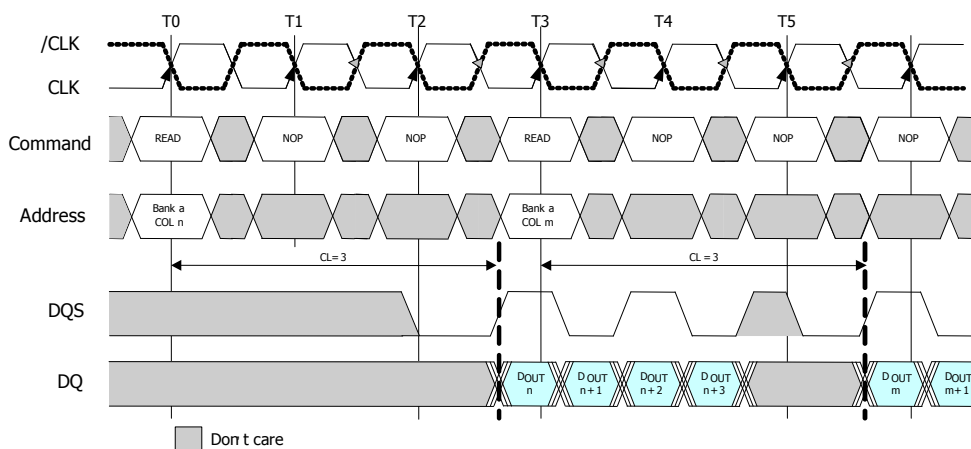 T0 T1 T2 T3 T4 T5
/CLK
CLK
Command READ NOP NOP READ NOP NOP NOP
Address Bank a COL n Bank a COL m
CL= 3 CL = 3
DQS
DQ DOUT n DOUT n+1 DOUT n+2 DOUT n+3 DOUT m DOUT m+1
Don't care